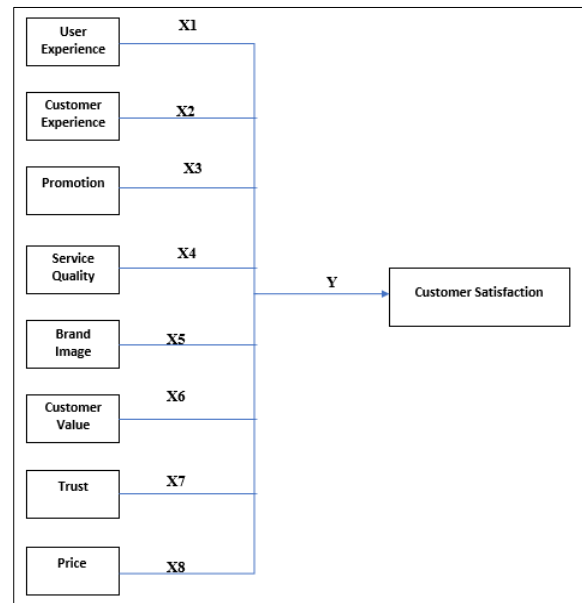 User
Experience
X1
Customer
Experience
X2
Promotion
X3
Service
Quality
X4
Y
Customer Satisfaction
Brand
Image
X5
Customer
Value
X6
Trust
X7
Price
X8